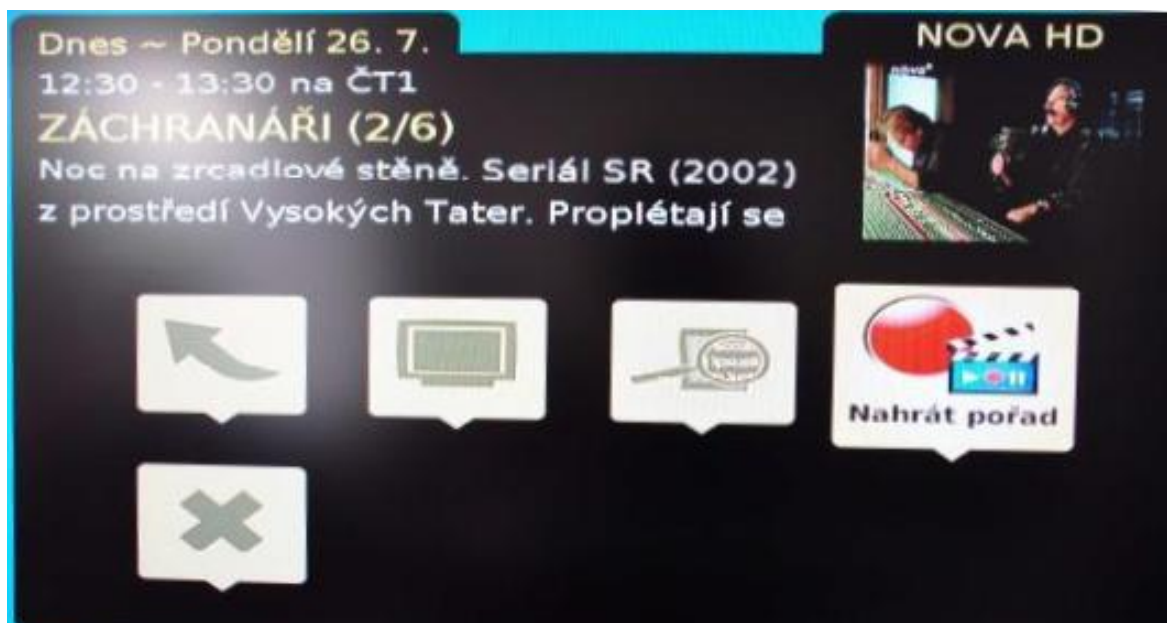 Dnes ~ Pondělí 26. 7.
12:30 - 13:30 na ČT1
ZÁCHRANÁŘI (2/6)
Noc na zrcadlové stěně. Seriál SR (2002)
z prostředí Vysokých Tater. Proplétají se
NOVA HD
nova
Nahrát pořad